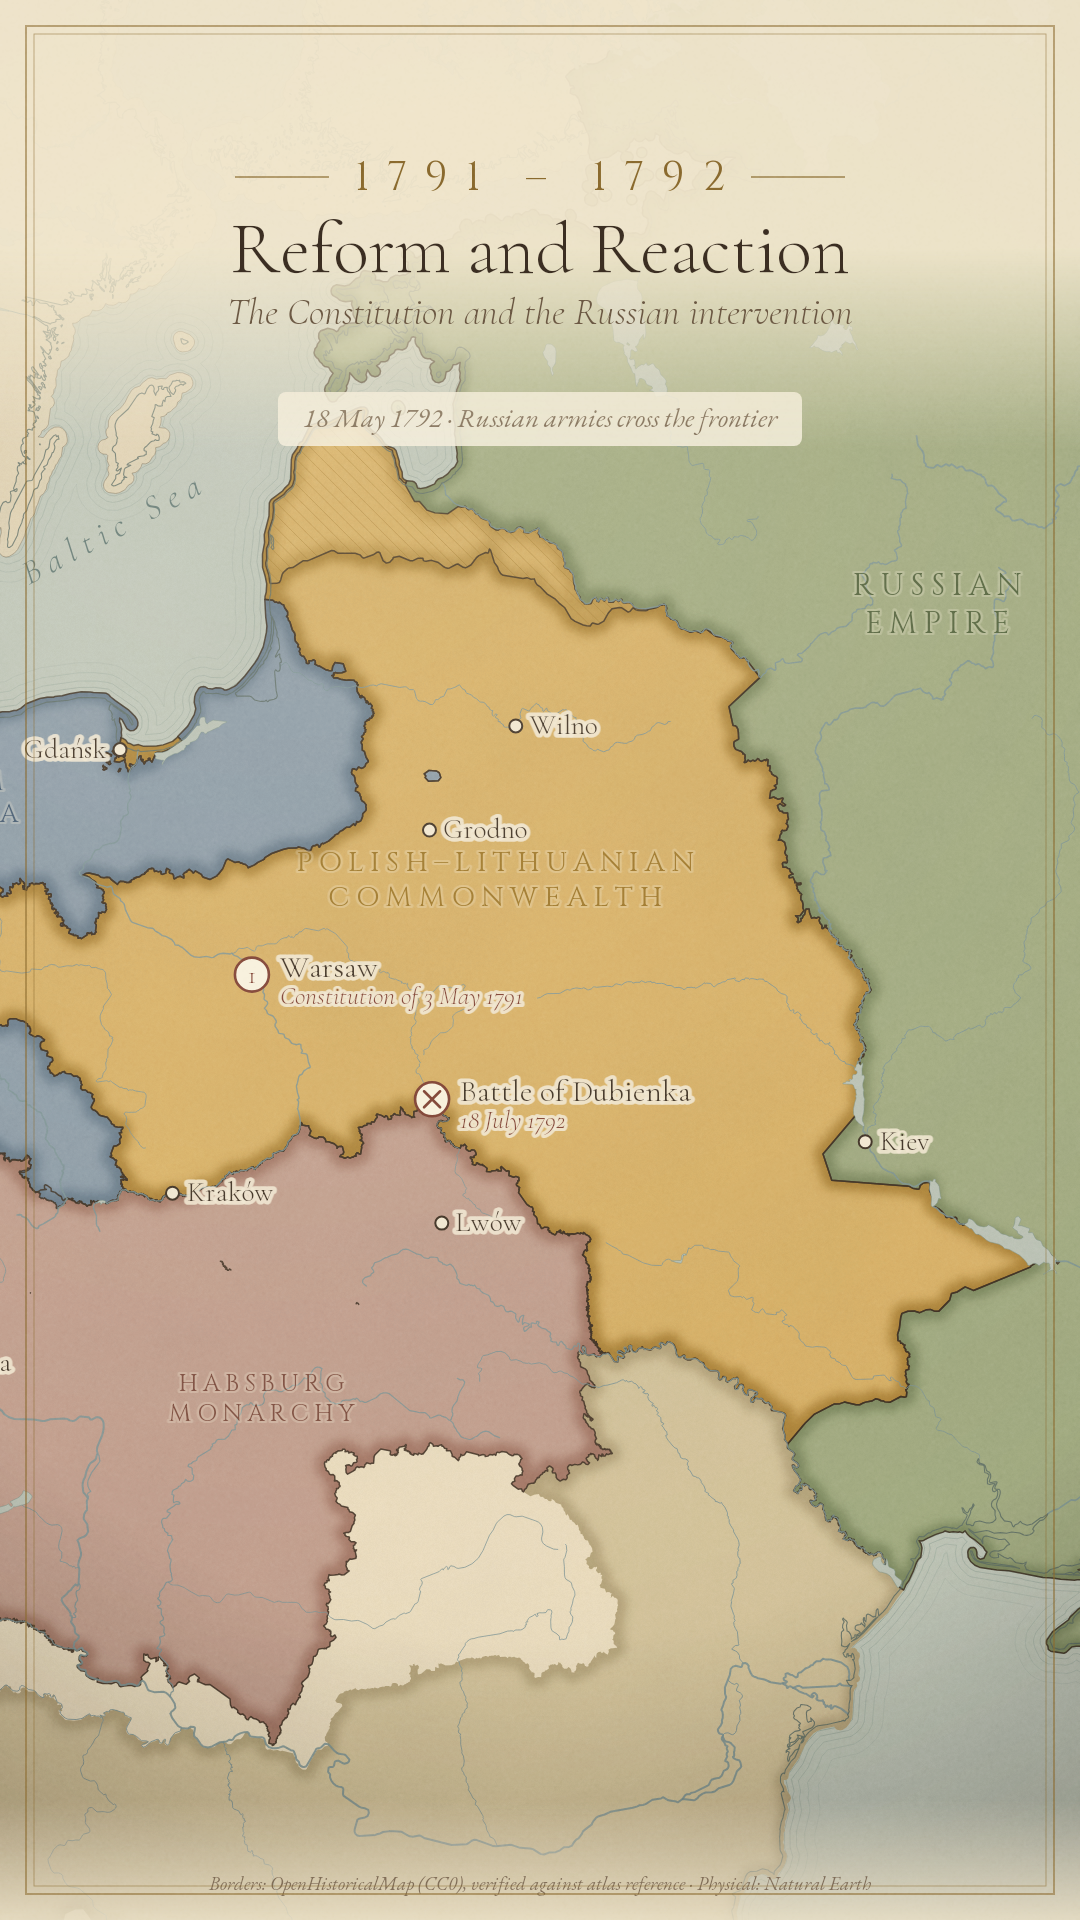 1791 – 1792
Reform and Reaction
The Constitution and the Russian intervention
18 May 1792 · Russian armies cross the frontier
Baltic Sea
RUSSIAN
EMPIRE
Wilno
Gdańsk
A
Grodno
POLISH–LITHUANIAN
COMMONWEALTH
1
Warsaw
Constitution of 3 May 1791
Battle of Dubienka
18 July 1792
Kiev
Kraków
Lwów
a
HABSBURG
MONARCHY
Borders: OpenHistoricalMap (CC0), verified against atlas reference · Physical: Natural Earth